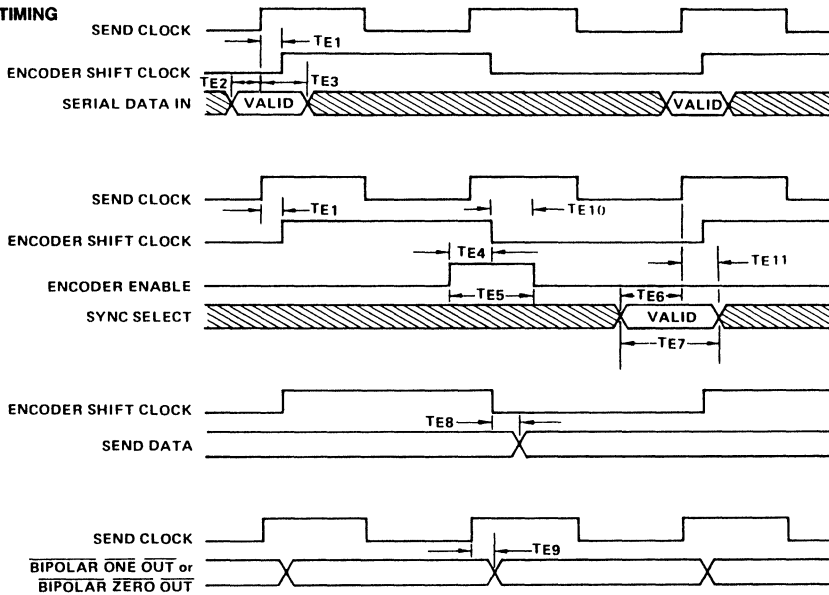 TIMING
SEND CLOCK
TE1
ENCODER SHIFT CLOCK
TE2
TE3
SERIAL DATA IN
VALID
VALID
SEND CLOCK
TE1
TE10
ENCODER SHIFT CLOCK
TE4
TE11
ENCODER ENABLE
TE5
TE6
SYNC SELECT
VALID
TE7
ENCODER SHIFT CLOCK
TE8
SEND DATA
SEND CLOCK
TE9
BIPOLAR ONE OUT or
BIPOLAR ZERO OUT